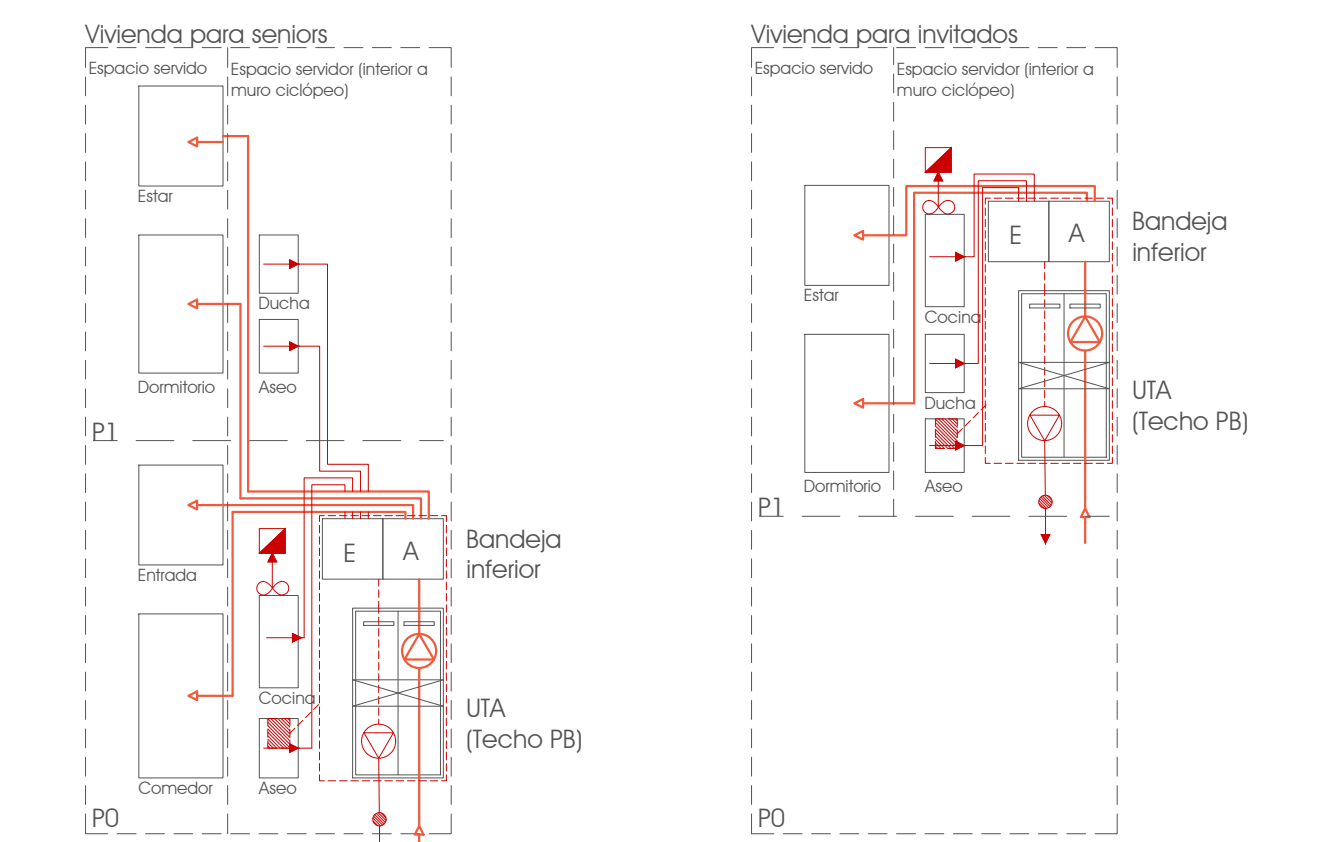 Vivienda para seniors
Espacio servido
Espacio servidor (interior a
muro ciclópeo)
Estar
Dormitorio
Ducha
Aseo
P1
Entrada
Comedor
Cocina
Aseo
E
A
Bandeja
inferior
UTA
(Techo PB)
P0
Vivienda para invitados
Espacio servido
Espacio servidor (interior a
muro ciclópeo)
Estar
Dormitorio
Cocina
Ducha
Aseo
E
A
Bandeja
inferior
UTA
(Techo PB)
P1
P0